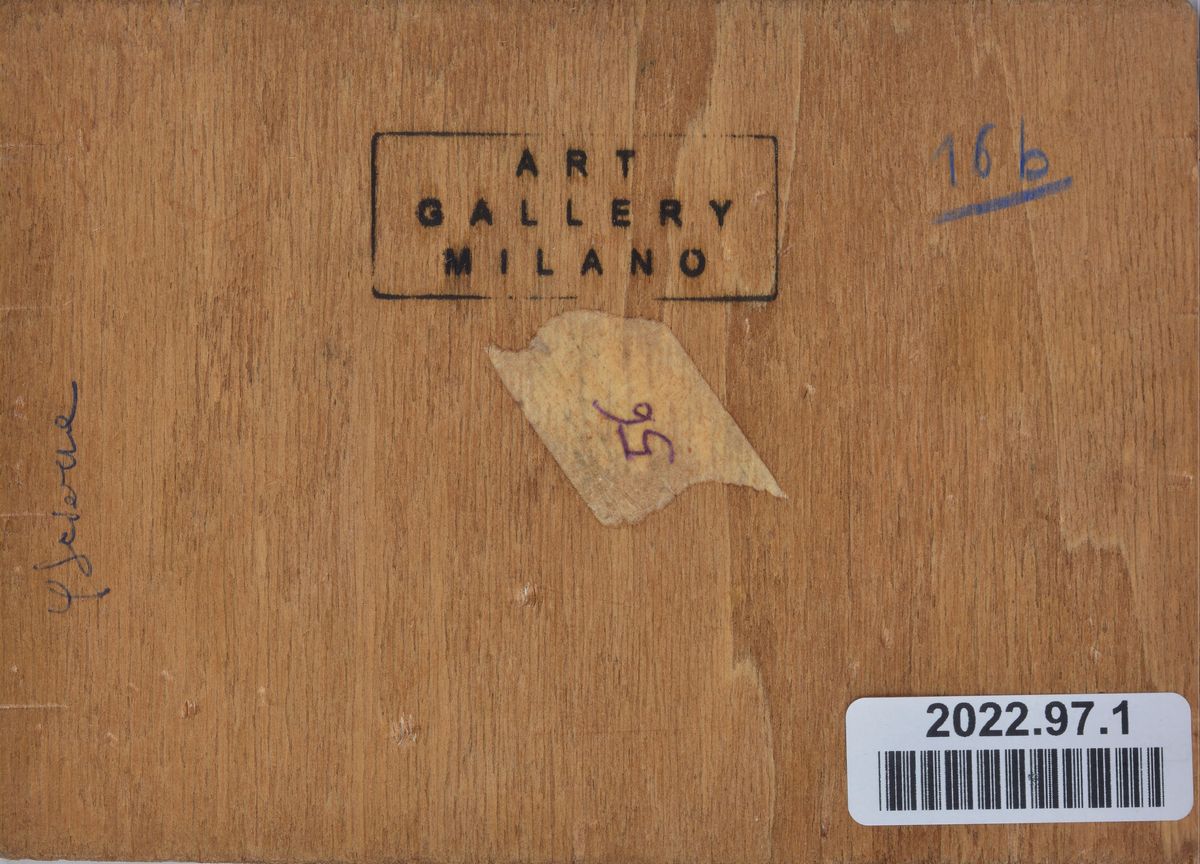 ART
GALLERY
MILANO
16 b
56
2022.97.1